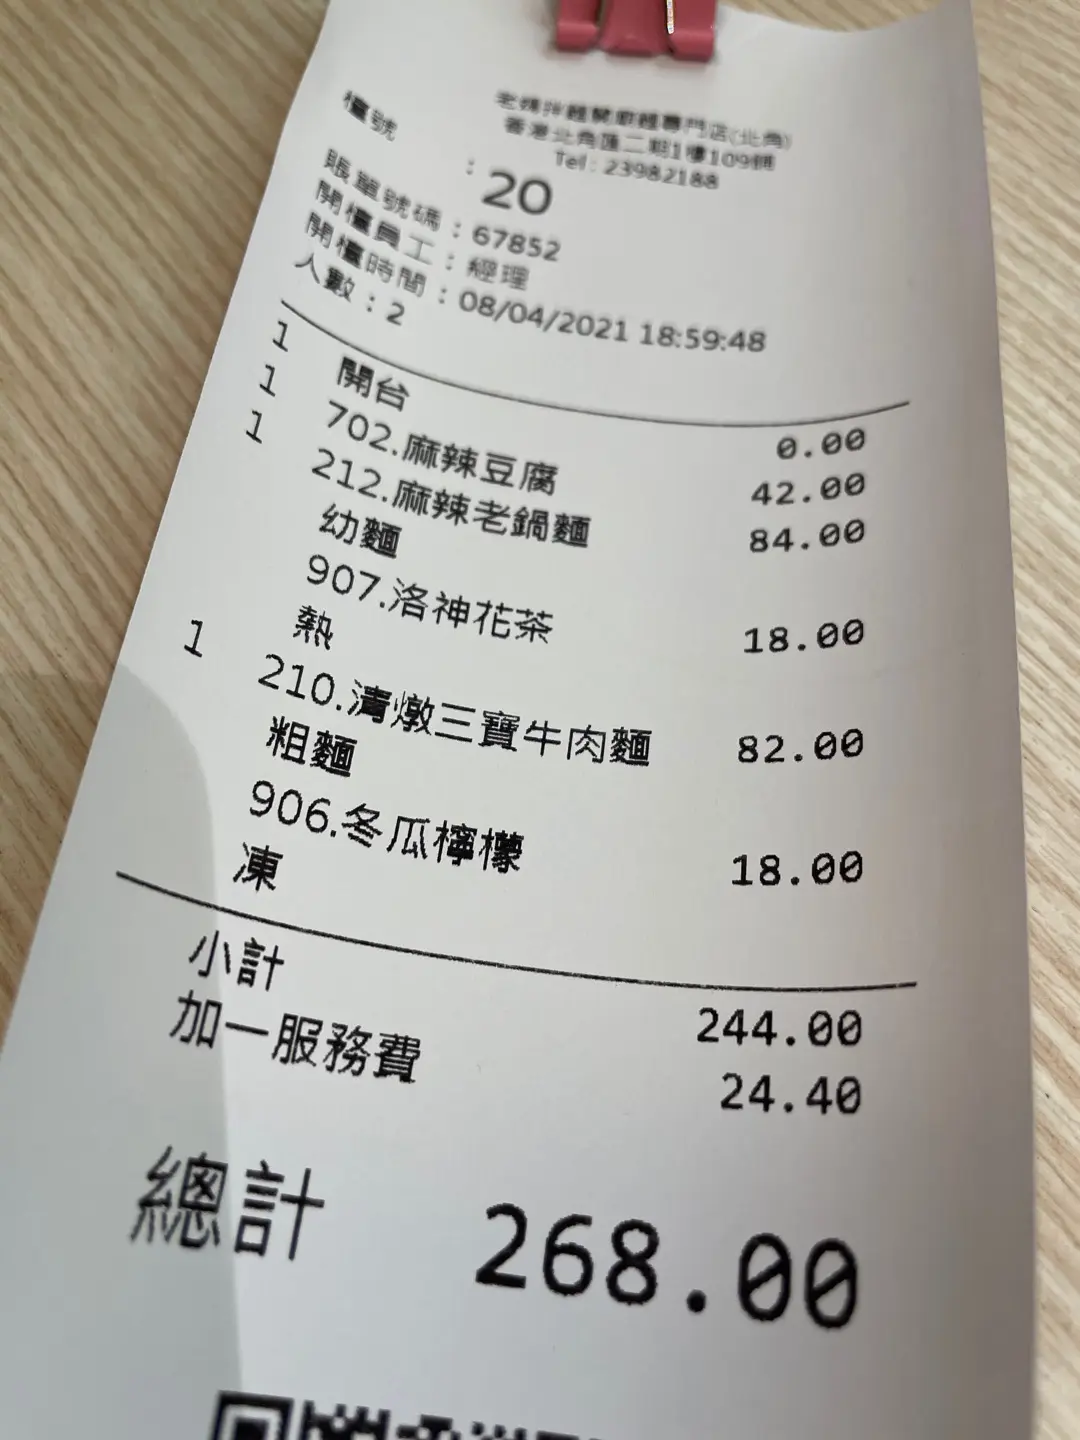 老媽拌麵開廚麵專門店(北角)
香港北角匯二期1樓109舖
Tel: 23982188
檯號 : 20
賬單號碼 : 67852
開檯員工 : 經理
開檯時間 : 08/04/2021 18:59:48
人數 : 2
1 開台 0.00
1 702.麻辣豆腐 42.00
1 212.麻辣老鍋麵 84.00
幼麵
907.洛神花茶 18.00
熱
1 210.清燉三寶牛肉麵 82.00
粗麵
906.冬瓜檸檬 18.00
凍
小計 244.00
加一服務費 24.40
總計 268.00